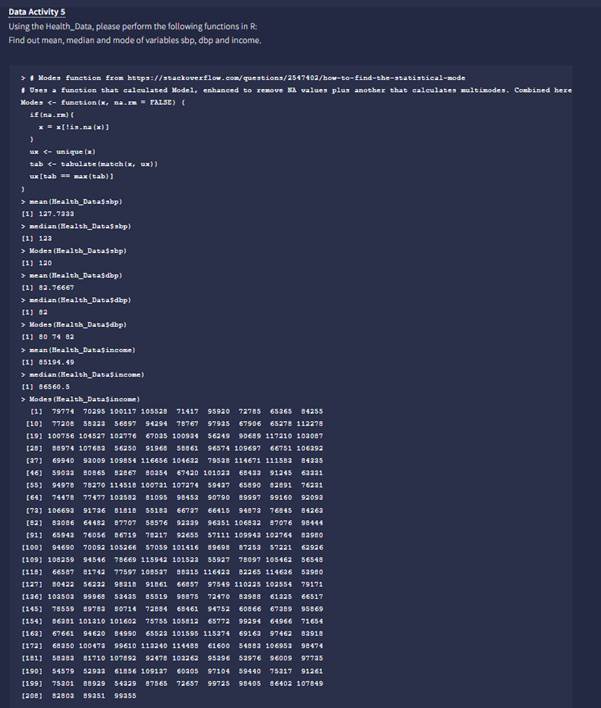 Data Activity 5
Using the Health_Data, please perform the following functions in R:
Find out mean, median and mode of variables sbp, dbp and income.
> # Modes function from https://stackoverflow.com/questions/2547402/how-to-find-the-statistical-mode
# Uses a function that calculated Model, enhanced to remove NA values plus another that calculates multimodes. Combined here
Modes <- function(x, na.rm = FALSE) {
if(na.rm){
x = x[!is.na(x)]
}
ux <- unique(x)
tab <- tabulate(match(x, ux))
ux[tab == max(tab)]
}
> mean(Health_Data$sbp)
[1] 127.7333
> median(Health_Data$sbp)
[1] 123
> Modes(Health_Data$sbp)
[1] 120
> mean(Health_Data$dbp)
[1] 82.76667
> median(Health_Data$dbp)
[1] 82
> Modes(Health_Data$dbp)
[1] 80 74 82
> mean(Health_Data$income)
[1] 85194.49
> median(Health_Data$income)
[1] 86560.5
> Modes(Health_Data$income)
[1] 79774 70295 100117 105528 71417 95920 72785 65365 84255
[10] 77208 58323 56897 94294 78767 97935 67906 65278 112278
[19] 100756 104527 102776 67035 100934 56249 90689 117210 103087
[28] 88974 107683 56250 91968 58861 96574 109697 66751 106392
[37] 69940 93009 109854 116656 104632 79538 114671 111583 84335
[46] 59033 80865 82867 80354 67420 101023 68433 91245 63331
[55] 94978 78270 114518 100731 107274 59437 65890 82891 76231
[64] 74478 77477 103582 81095 98453 90790 89997 99160 92093
[73] 106693 91736 81818 55183 66737 66415 94873 76845 84263
[82] 83086 64482 87707 58576 92339 96351 106832 87076 98444
[91] 65943 76056 86719 78217 92655 57111 109943 102764 83980
[100] 94690 70092 105266 57059 101416 89698 87253 57221 62926
[109] 108259 94546 78669 115942 101523 55927 78097 105462 56548
[118] 66587 81742 77597 108537 88315 116423 82265 114636 53980
[127] 80422 56232 98318 91861 66857 97549 110225 102554 79171
[136] 103503 99968 53435 85519 98875 72470 83988 61325 66517
[145] 78559 89783 80714 72884 68461 94752 60866 67389 95869
[154] 86381 101310 101602 75755 105812 65772 99294 64966 71654
[163] 67661 94620 84990 65523 101595 115374 69163 97462 83918
[172] 68350 100473 99610 113240 114488 61600 54883 106953 98474
[181] 58383 81710 107892 92478 103262 95396 53976 96009 97735
[190] 54579 52933 61856 109137 60305 97104 59440 75317 91261
[199] 75301 88929 54329 87565 72657 99725 98405 86402 107849
[208] 82803 89351 99355